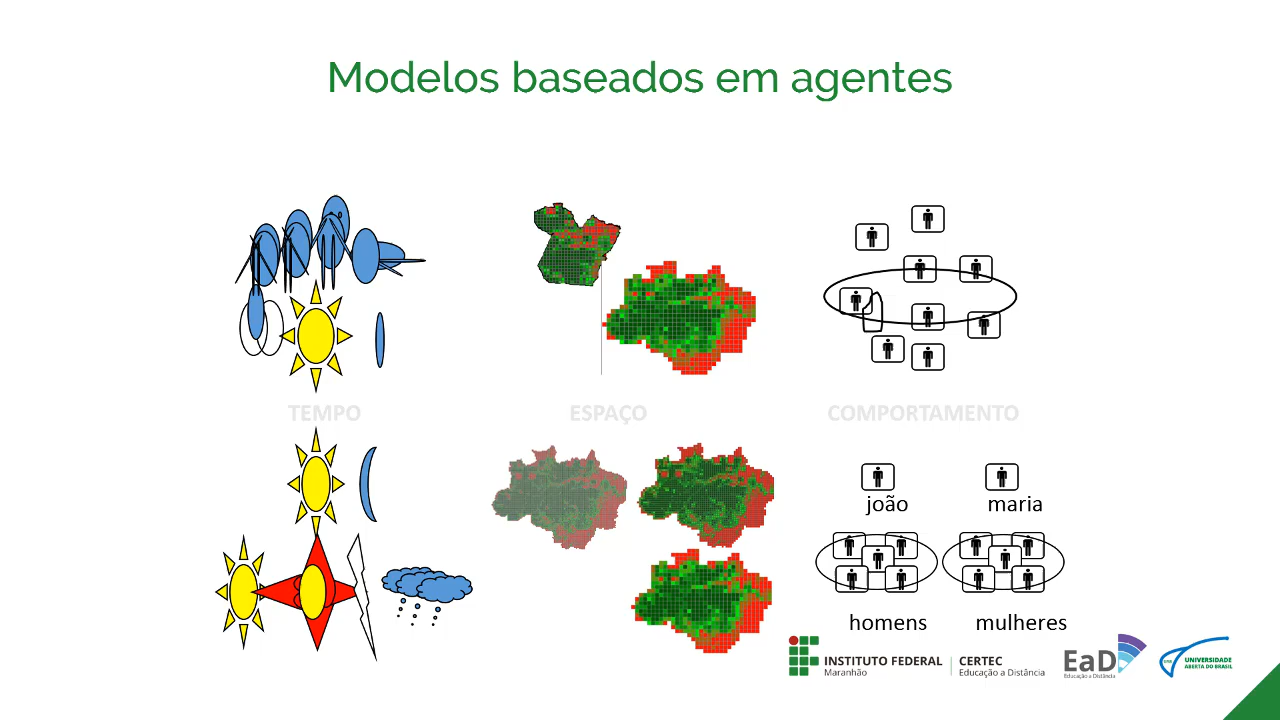 Modelos baseados em agentes
TEMPO
ESPAÇO
COMPORTAMENTO
joão
maria
homens
mulheres
INSTITUTO FEDERAL
Maranhão
CERTEC
Educação a Distância
EaD
Educação a Distância
UAB
UNIVERSIDADE
ABERTA DO BRASIL